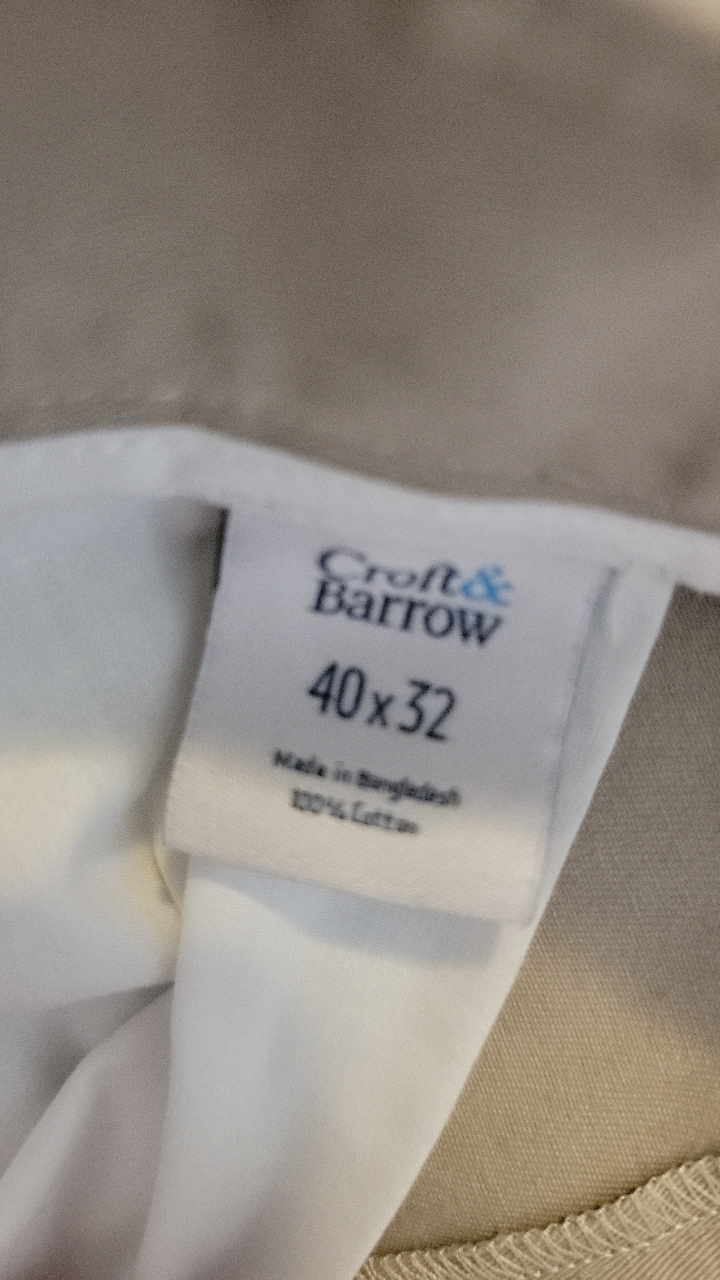 Croft&
Barrow
40x32
Made in Bangladesh
100% Cotton